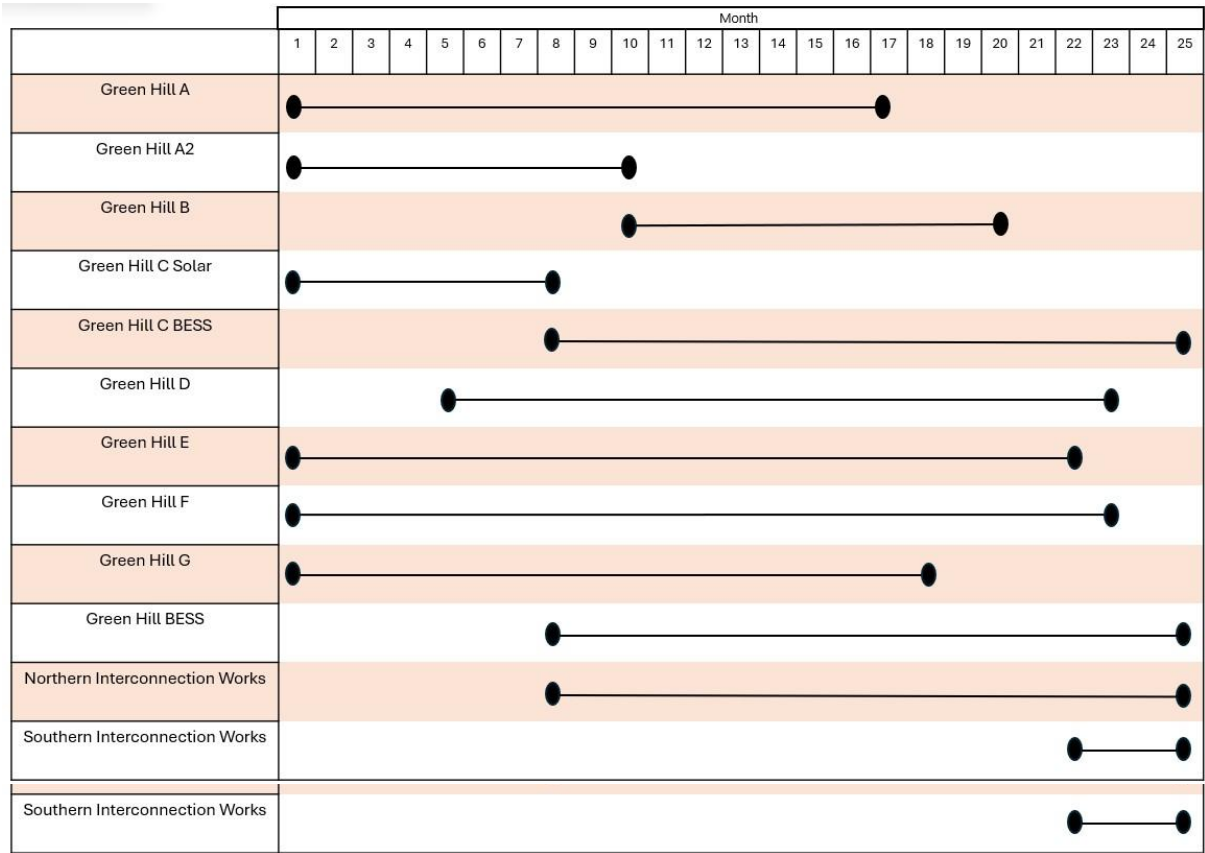 Month
1 2 3 4 5 6 7 8 9 10 11 12 13 14 15 16 17 18 19 20 21 22 23 24 25
Green Hill A
Green Hill A2
Green Hill B
Green Hill C Solar
Green Hill C BESS
Green Hill D
Green Hill E
Green Hill F
Green Hill G
Green Hill BESS
Northern Interconnection Works
Southern Interconnection Works
Southern Interconnection Works